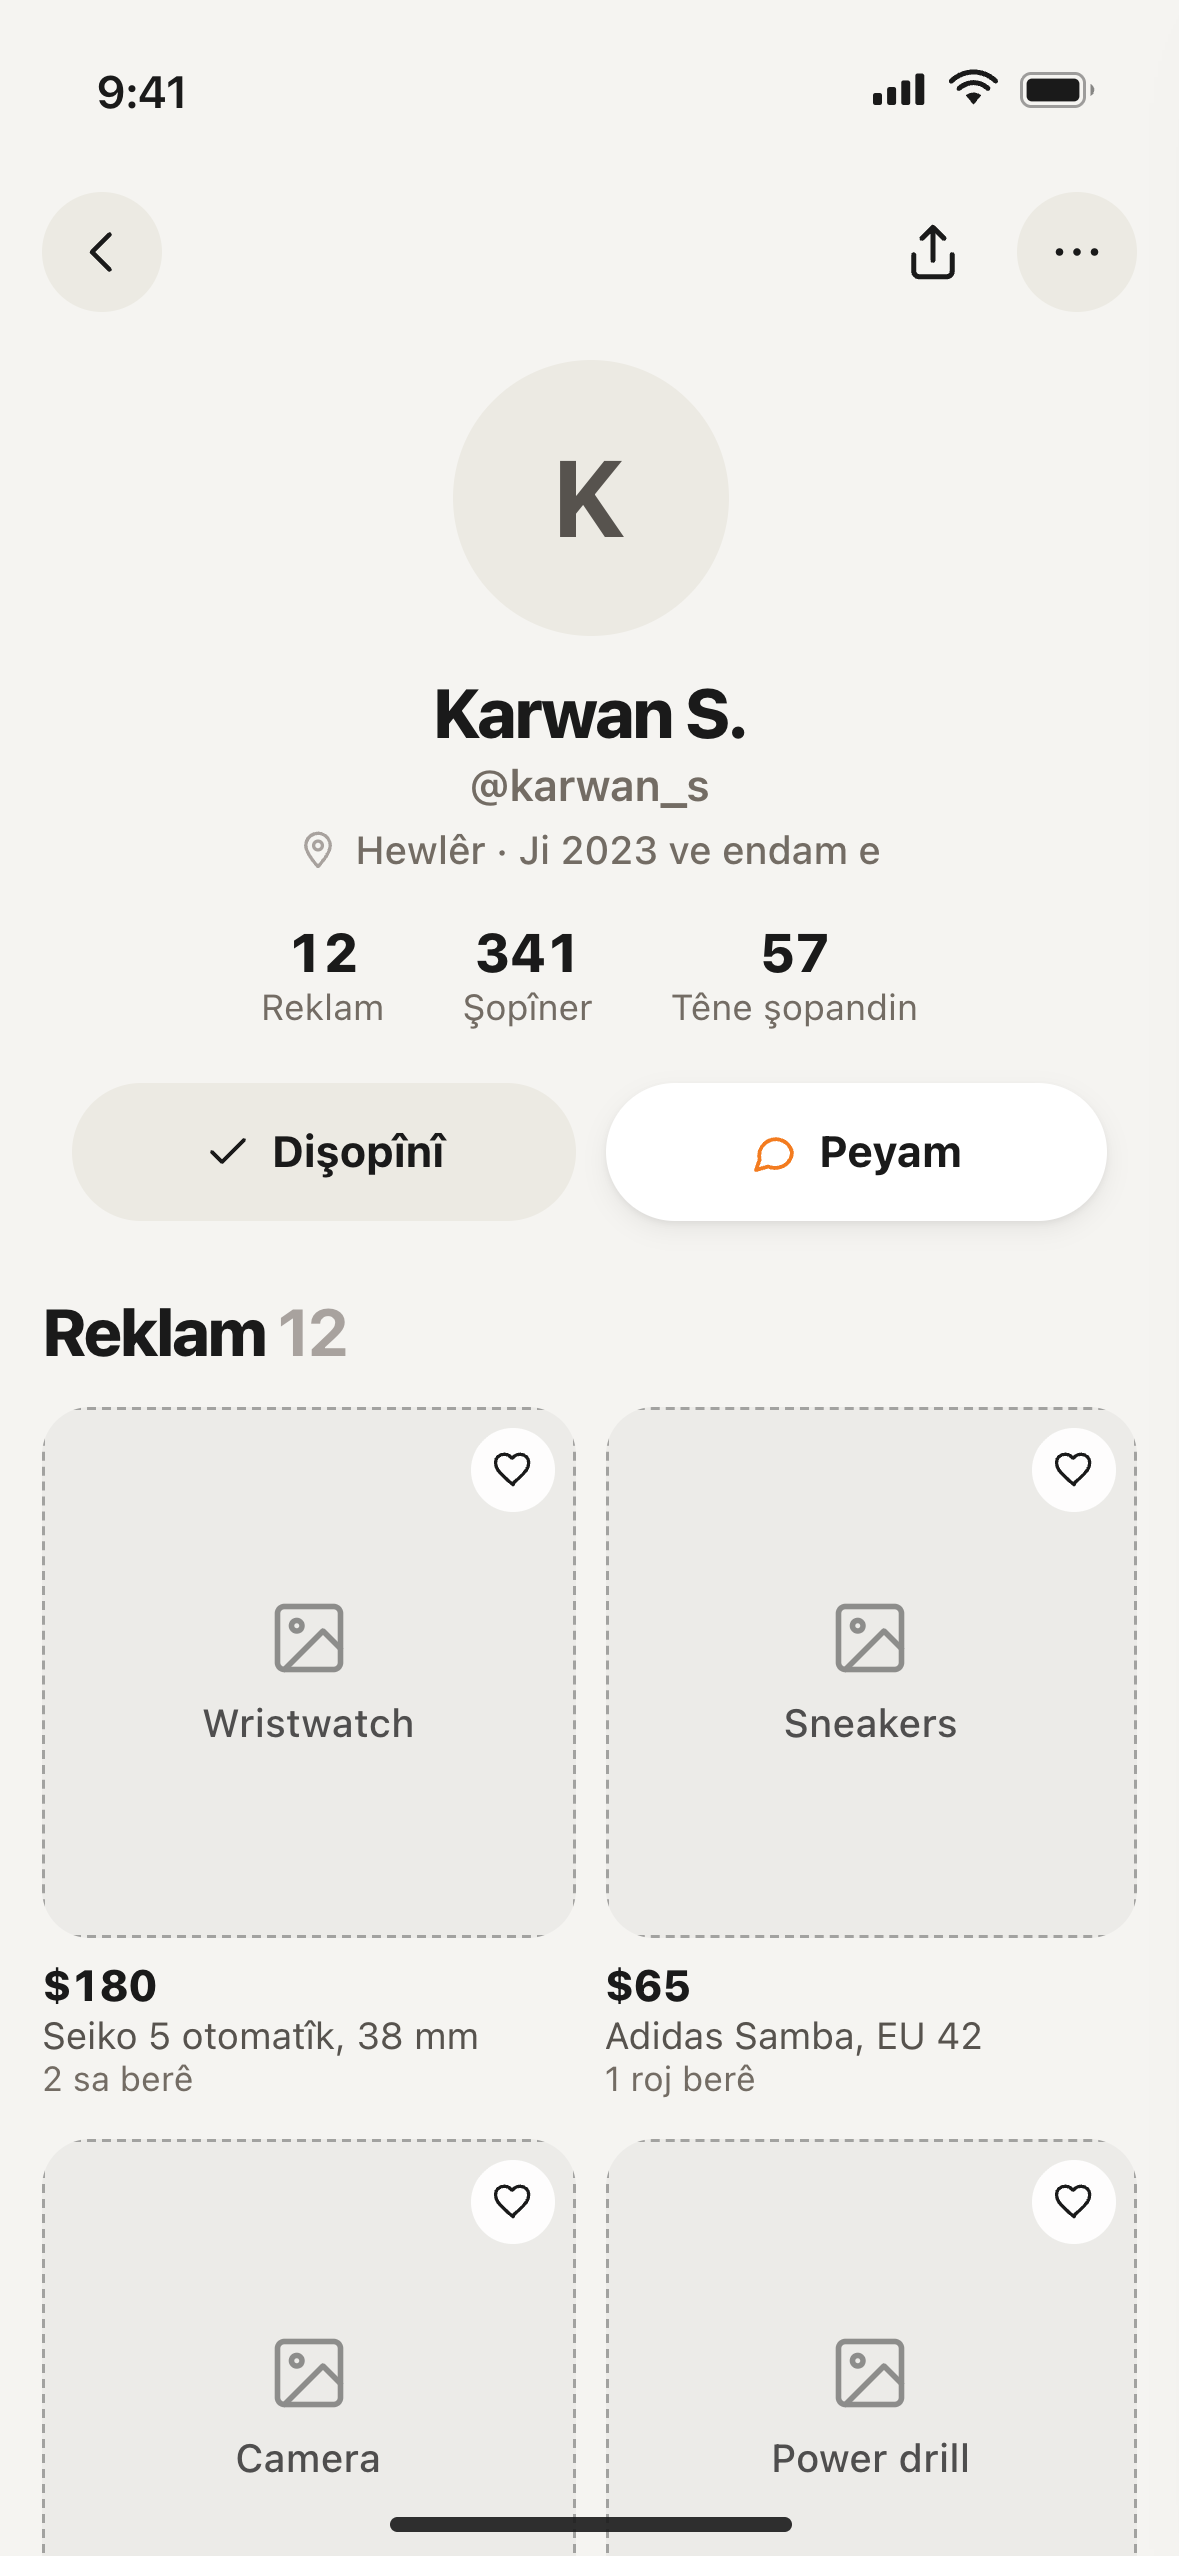 9:41
K
Karwan S.
@karwan_s
Hewlêr · Ji 2023 ve endam e
12 341 57
Reklam Şopîner Têne şopandin
Dişopînî Peyam
Reklam 12
Wristwatch Sneakers
$180 $65
Seiko 5 otomatîk, 38 mm Adidas Samba, EU 42
2 sa berê 1 roj berê
Camera Power drill